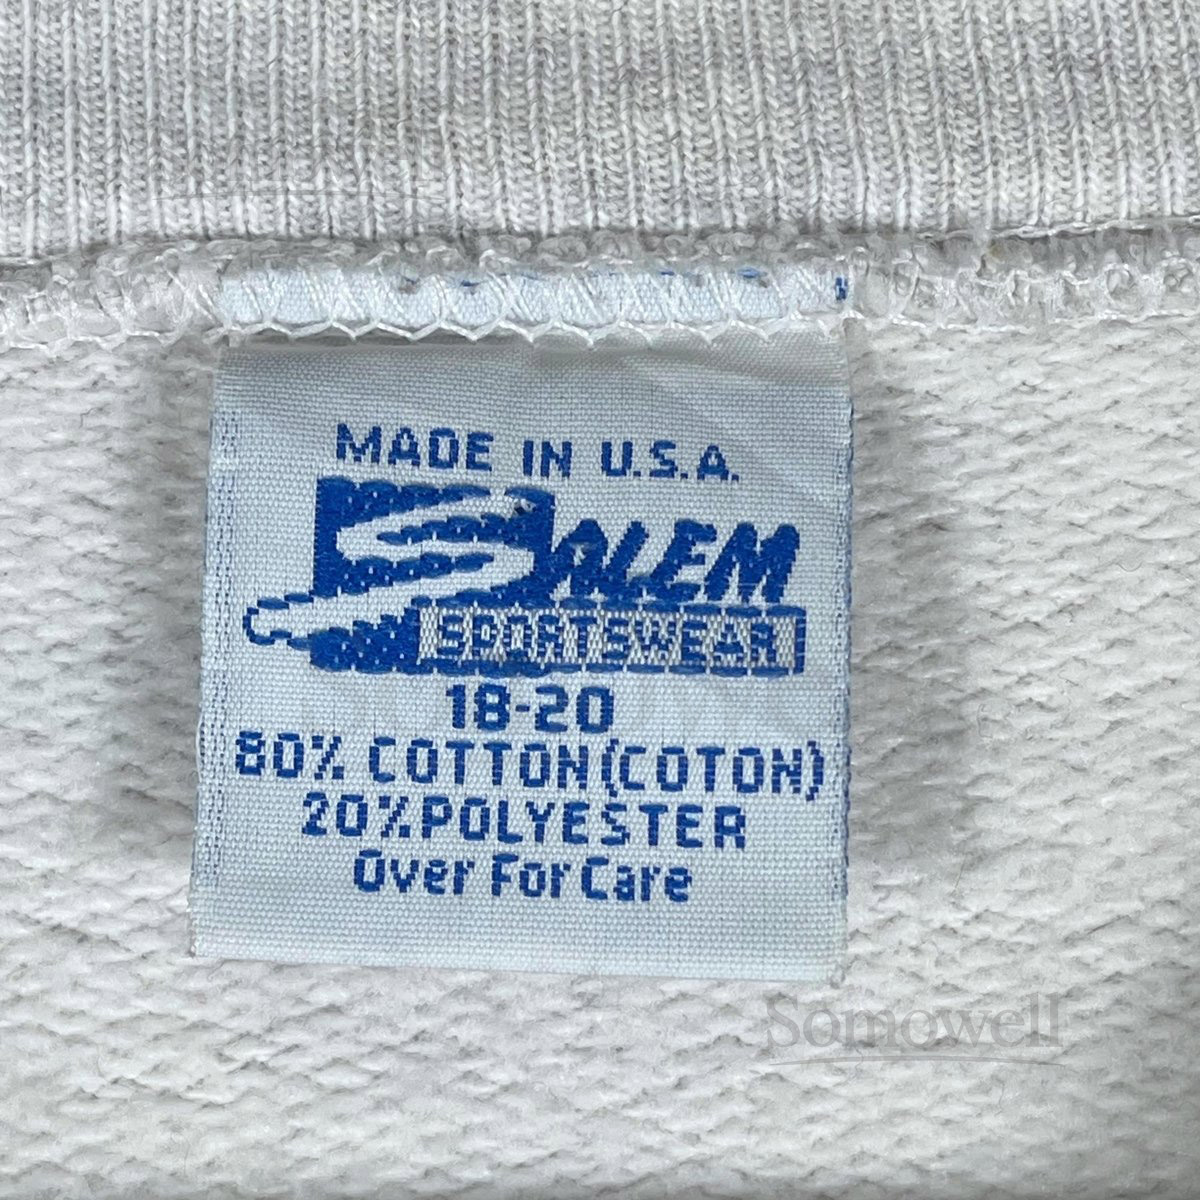 MADE IN U.S.A.
SALEM
SPORTSWEAR
18-20
80% COTTON (COTON)
20% POLYESTER
Over For Care
Somowell